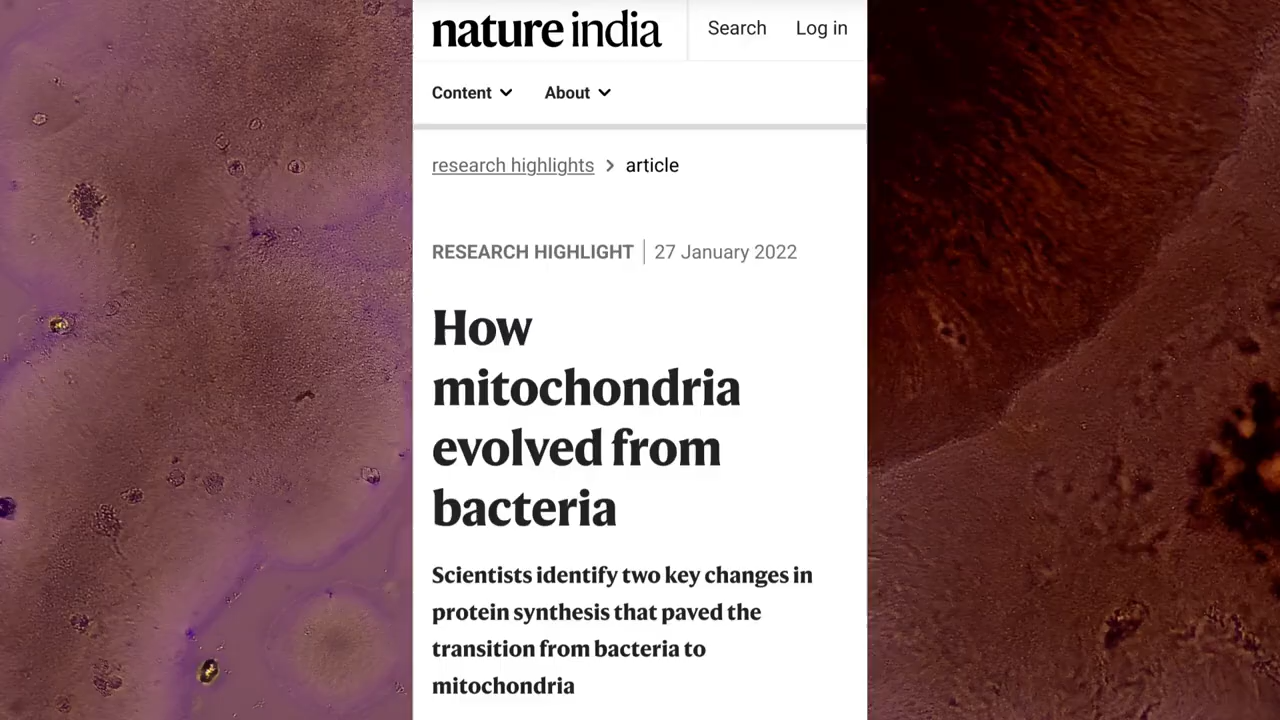 nature india
Search Log in
Content About
research highlights > article
RESEARCH HIGHLIGHT | 27 January 2022
How
mitochondria
evolved from
bacteria
Scientists identify two key changes in
protein synthesis that paved the
transition from bacteria to
mitochondria